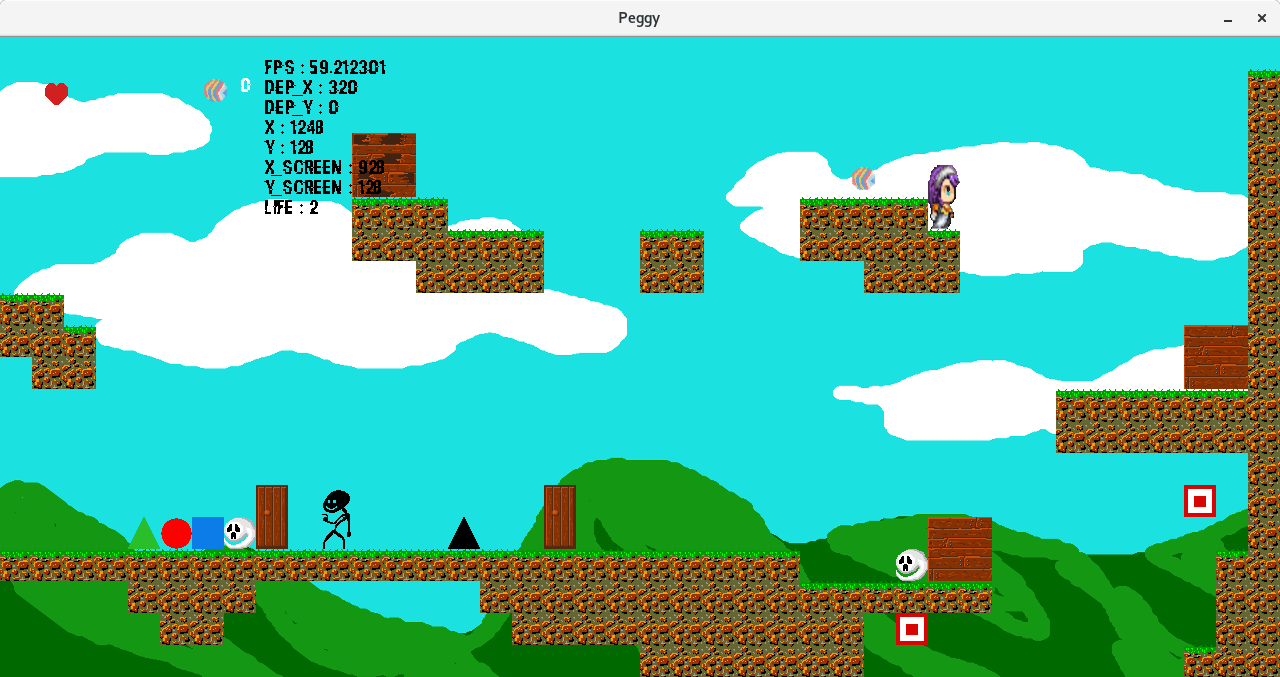 Peggy
0
FPS : 59.212301
DEP_X : 320
DEP_Y : 0
X : 1248
Y : 128
X_SCREEN : 928
Y_SCREEN : 128
LIFE : 2